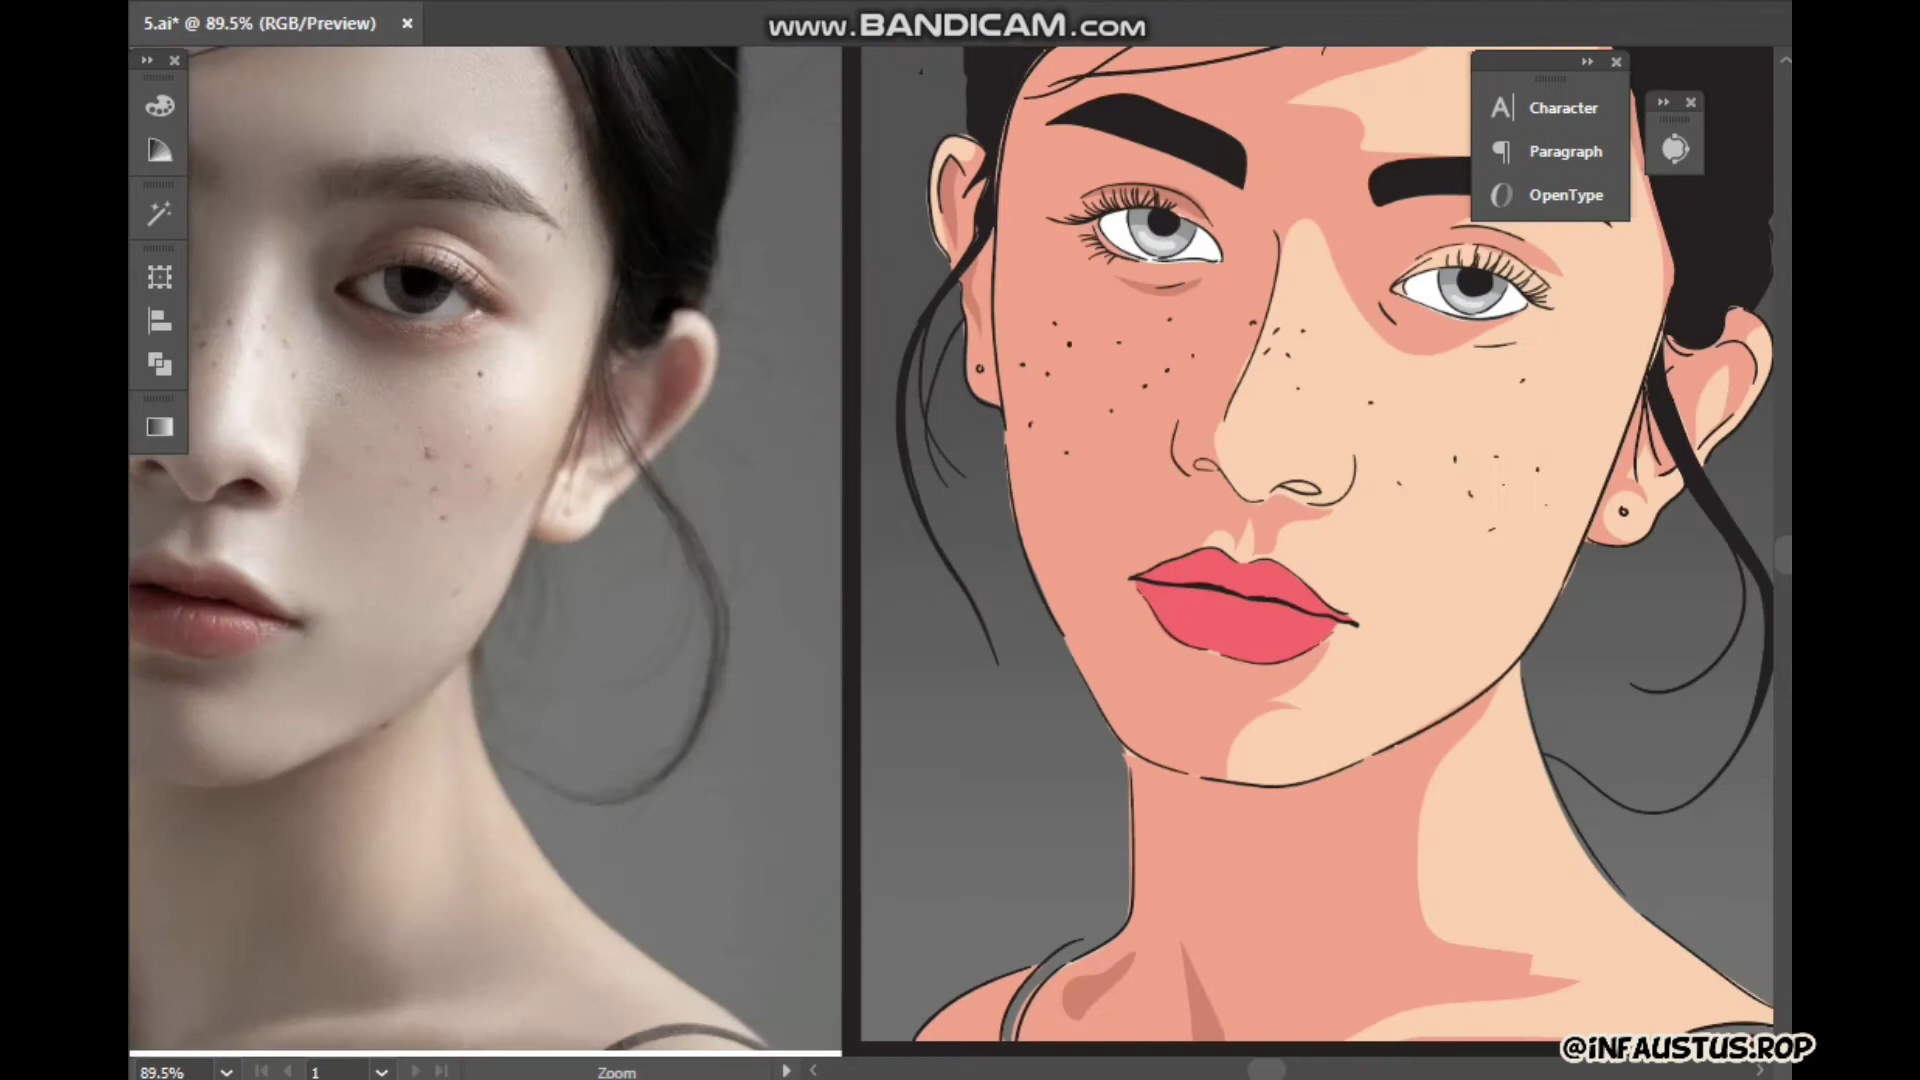 5.ai* @ 89.5% (RGB/Preview)
www.BANDICAM.com
Character
Paragraph
OpenType
@iNFAUSTUS.ROP
89.5%
1
Zoom